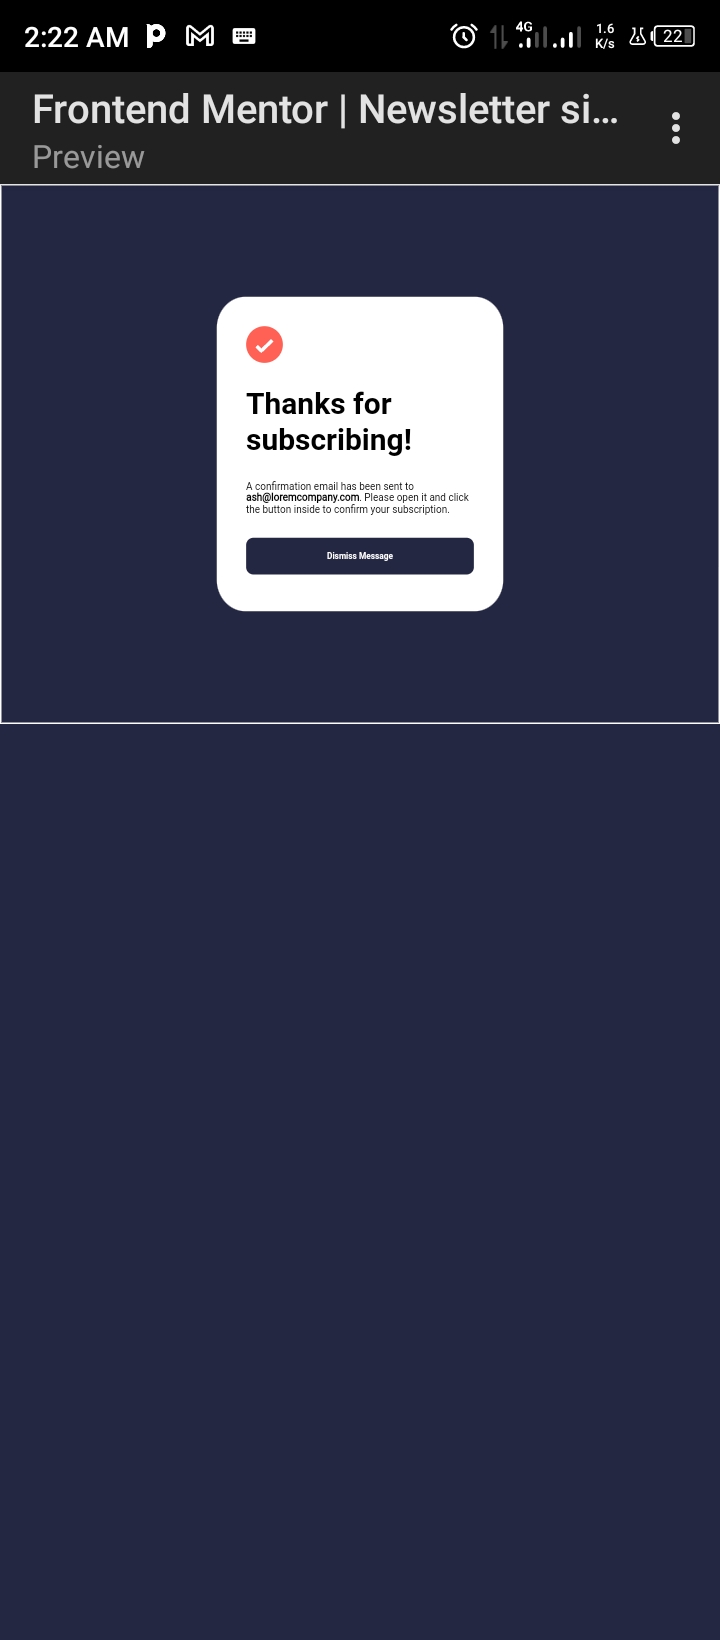 2:22 AM
4G
1.6
K/s
22
Frontend Mentor | Newsletter si...
Preview
Thanks for
subscribing!
A confirmation email has been sent to
ash@loremcompany.com. Please open it and click
the button inside to confirm your subscription.
Dismiss Message